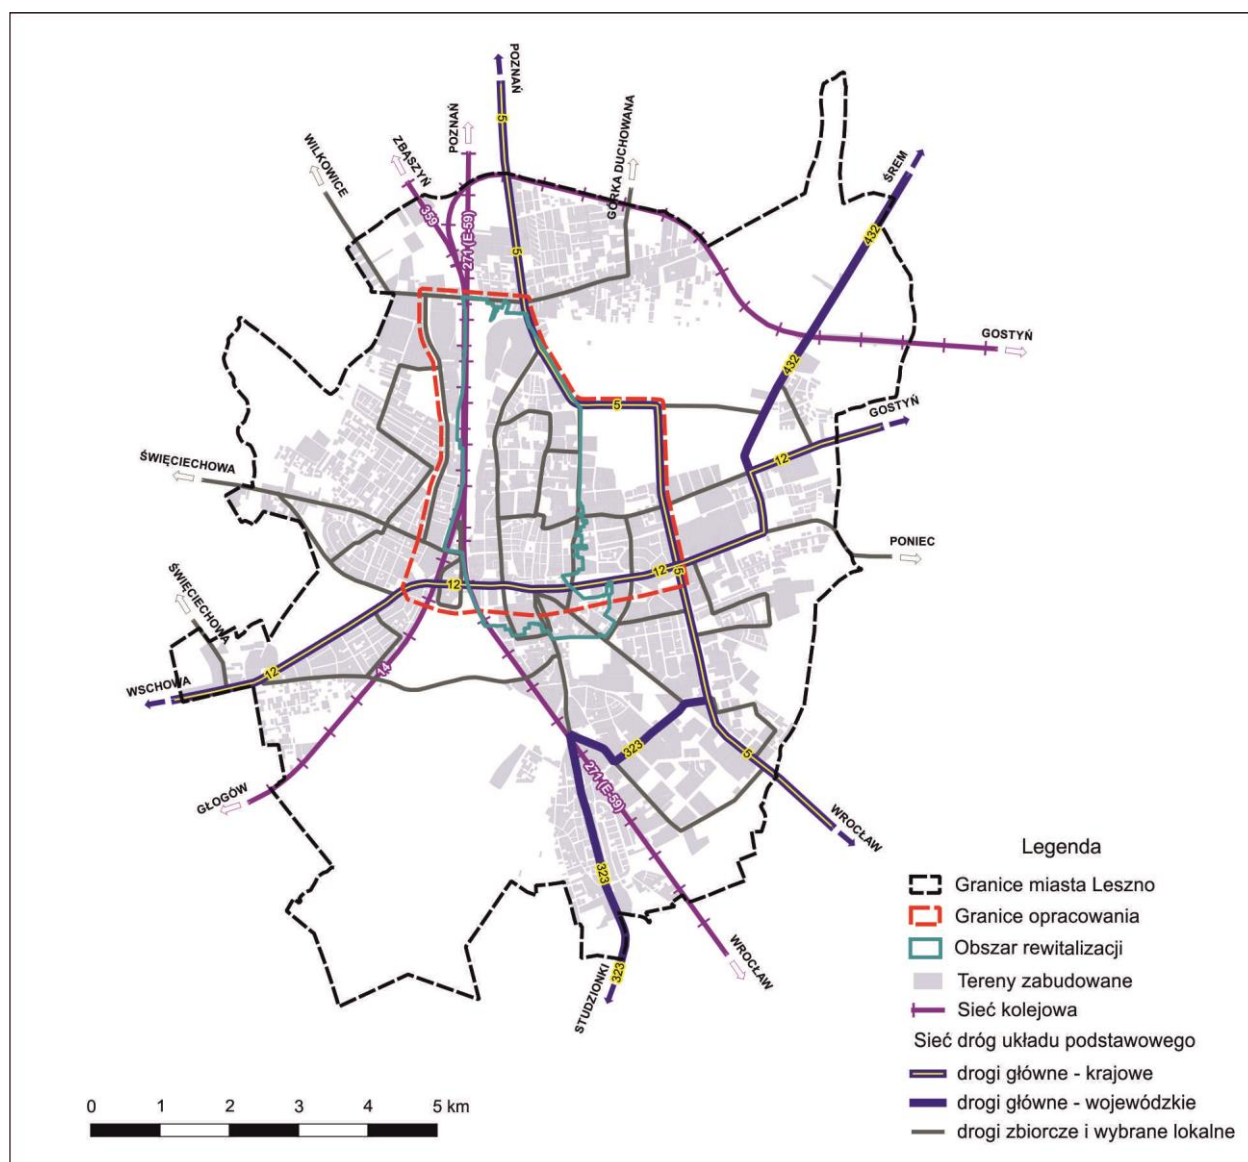 POZNAŃ
5
POZNAŃ
ZBASZYŃ
WILKOWICE
GÓRKA DUCHOWANA
ŚREM
359
271 (E-59)
5
432
GOSTYŃ
432
GOSTYŃ
5
12
ŚWIĘCIECHOWA
PONIEC
12
12
5
ŚWIĘCIECHOWA
WSCHOWA
12
14
323
5
271 (E-59)
GŁOGÓW
WROCŁAW
323
WROCŁAW
323
STUDZIONKI
Legenda
Granice miasta Leszno
Granice opracowania
Obszar rewitalizacji
Tereny zabudowane
Sieć kolejowa
Sieć dróg układu podstawowego
drogi główne - krajowe
drogi główne - wojewódzkie
drogi zbiorcze i wybrane lokalne
0 1 2 3 4 5 km